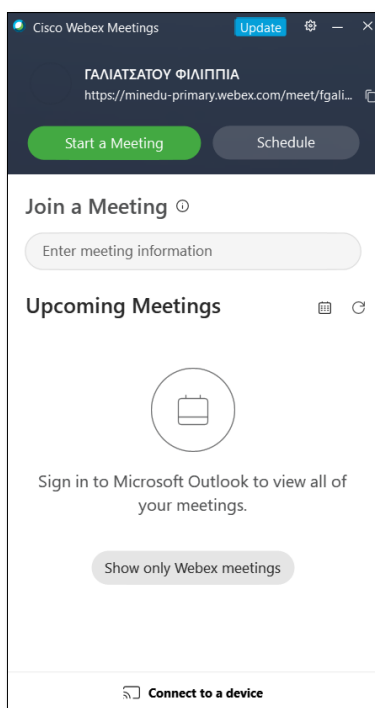 Cisco Webex Meetings
Update
ΓΑΛΙΑΤΣΑΤΟΥ ΦΙΛΙΠΠΙΑ
https://minedu-primary.webex.com/meet/fgali...
Start a Meeting
Schedule
Join a Meeting
Enter meeting information
Upcoming Meetings
Sign in to Microsoft Outlook to view all of
your meetings.
Show only Webex meetings
Connect to a device